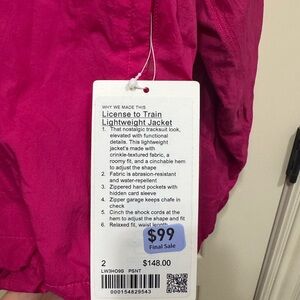 WHY WE MADE THIS
License to Train
Lightweight Jacket
1. That nostalgic tracksuit look,
elevated with functional
details. This lightweight
jacket's made with
crinkle-textured fabric, a
roomy fit, and a cinchable hem
to adjust the shape
2. Fabric is abrasion-resistant
and water-repellent
3. Zippered hand pockets with
hidden card sleeve
4. Zipper garage keeps chafe in
check
5. Cinch the shock cords at the
hem to adjust the shape and fit
6. Relaxed fit, waist length
$99
Final Sale
2 $148.00
LW3HO9S PSNT
000154829543